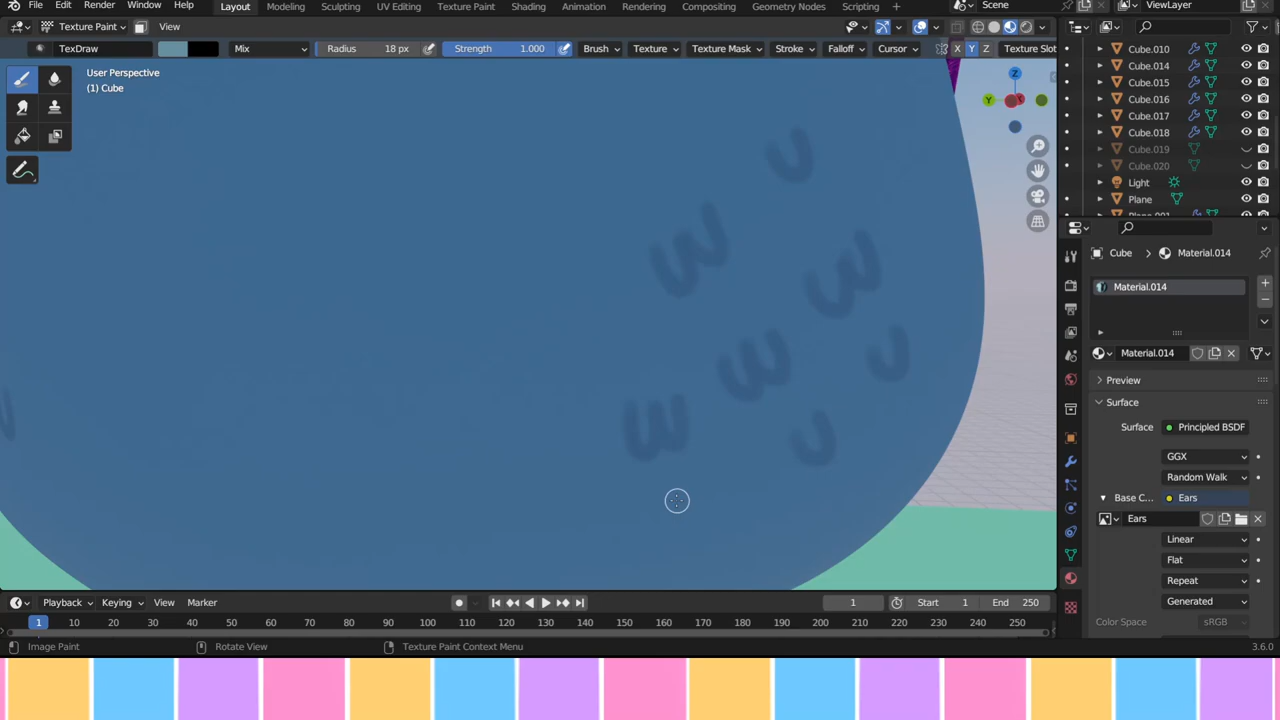 File Edit Render Window Help Layout Modeling Sculpting UV Editing Texture Paint Shading Animation Rendering Compositing Geometry Nodes Scripting + ViewLayer
Texture Paint View
TexDraw Mix Radius 18 px Strength 1.000 Brush Texture Texture Mask Stroke Falloff Cursor X Y Z Texture Slot
User Perspective
(1) Cube
Z
Y
X
Cube.010
Cube.014
Cube.015
Cube.016
Cube.017
Cube.018
Cube.019
Cube.020
Light
Plane
Plane.001
Cube > Material.014
Material.014
Material.014
Preview
Surface
Surface Principled BSDF
GGX
Random Walk
Base C... Ears
Ears
Linear
Flat
Repeat
Generated
Color Space sRGB
Playback Keying View Marker 1 Start 1 End 250
1 10 20 30 40 50 60 70 80 90 100 110 120 130 140 150 160 170 180 190 200 210 220 230 240 250
Image Paint Rotate View Texture Paint Context Menu 3.6.0